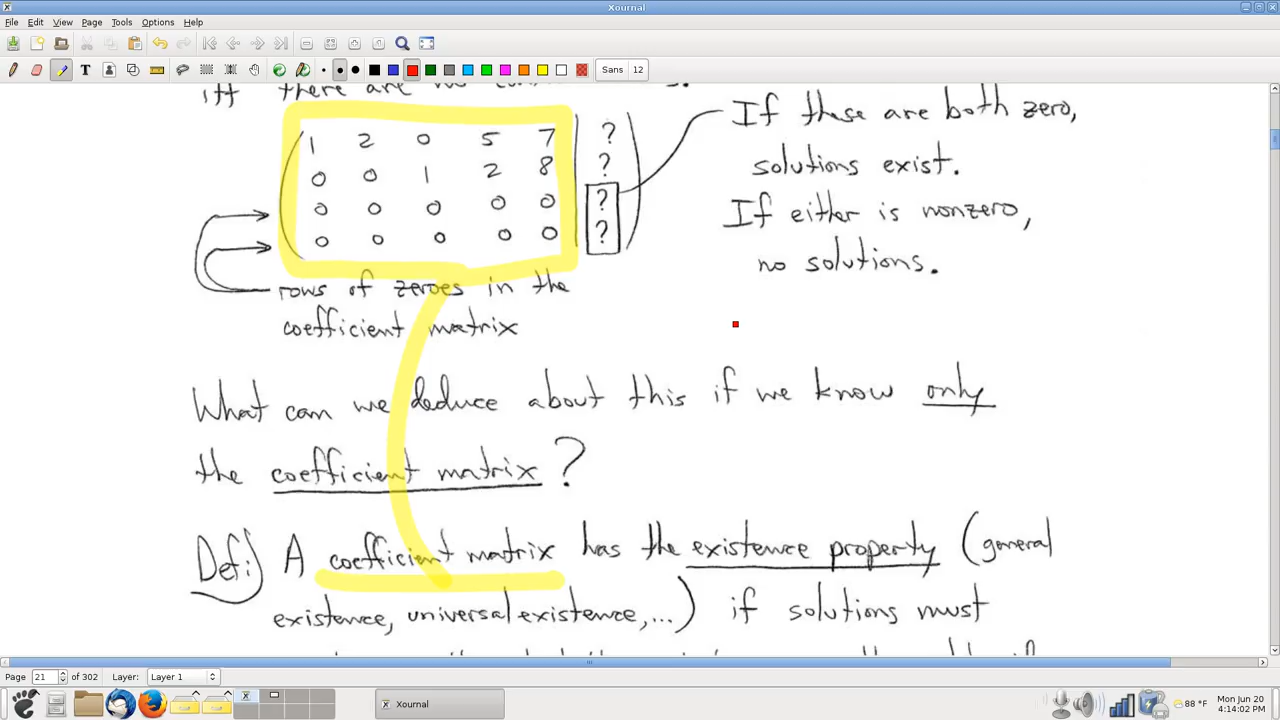 Xournal
File Edit View Page Tools Options Help
Sans 12
iff there are no
1 2 0 5 7 ?
0 0 1 2 8 ?
0 0 0 0 0 ?
0 0 0 0 0 ?
rows of zeroes in the
coefficient matrix
If these are both zero,
solutions exist.
If either is nonzero,
no solutions.
What can we deduce about this if we know only
the coefficient matrix ?
Def: A coefficient matrix has the existence property (general
existence, universal existence, ...) if solutions must
Page 21 of 302 Layer: Layer 1
Xournal
88 °F
Mon Jun 20
4:14:02 PM